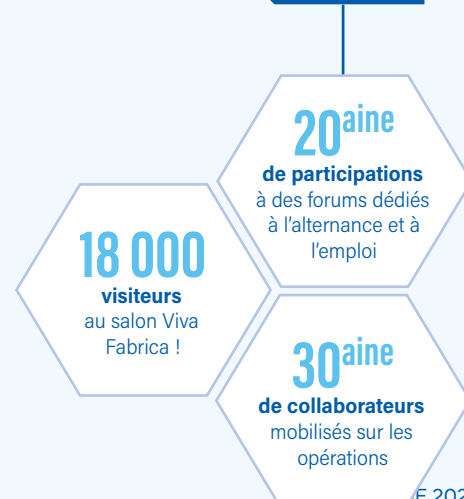 20aine
de participations
à des forums dédiés
à l'alternance et à
l'emploi
18 000
visiteurs
au salon Viva
Fabrica !
30aine
de collaborateurs
mobilisés sur les
opérations